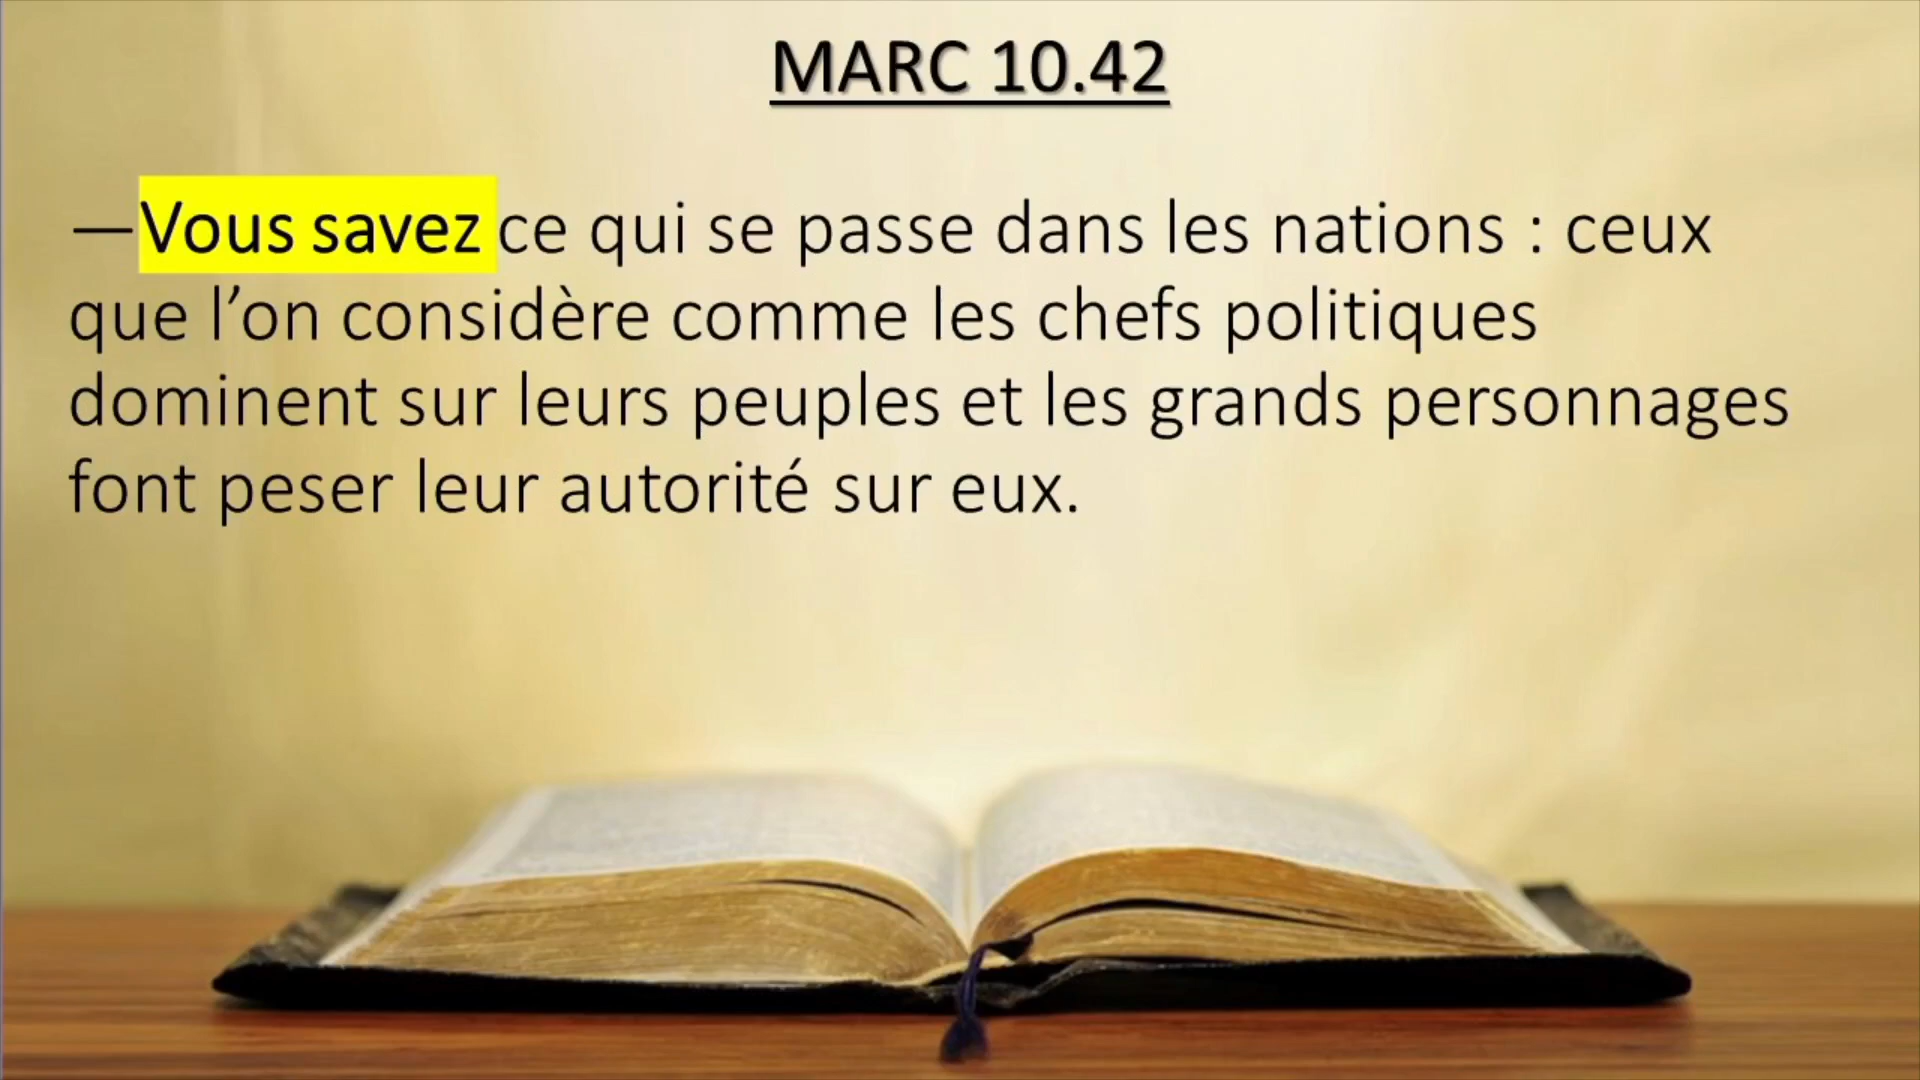 MARC 10.42
—Vous savez ce qui se passe dans les nations : ceux
que l’on considère comme les chefs politiques
dominent sur leurs peuples et les grands personnages
font peser leur autorité sur eux.